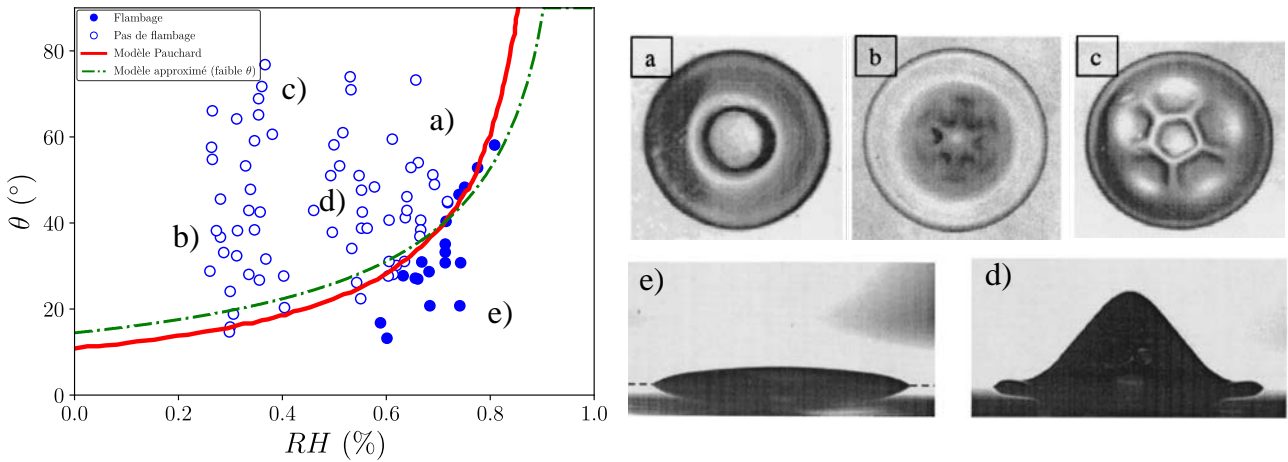 Flambage
Pas de flambage
Modèle Pauchard
Modèle approximé (faible θ)
80
60
40
20
0
θ (°)
0.0 0.2 0.4 0.6 0.8 1.0
RH (%)
c)
a)
d)
b)
e)
a b c
e) d)